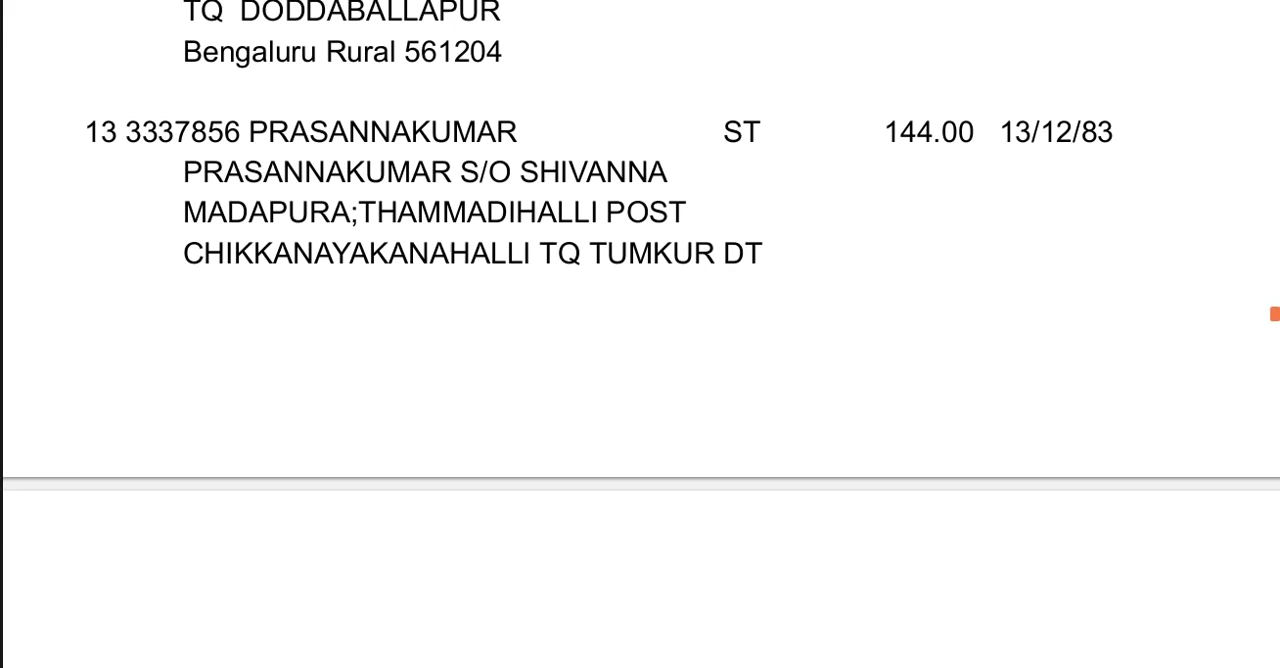 TQ DODDABALLAPUR
Bengaluru Rural 561204
13 3337856 PRASANNAKUMAR ST 144.00 13/12/83
PRASANNAKUMAR S/O SHIVANNA
MADAPURA;THAMMADIHALLI POST
CHIKKANAYAKANAHALLI TQ TUMKUR DT